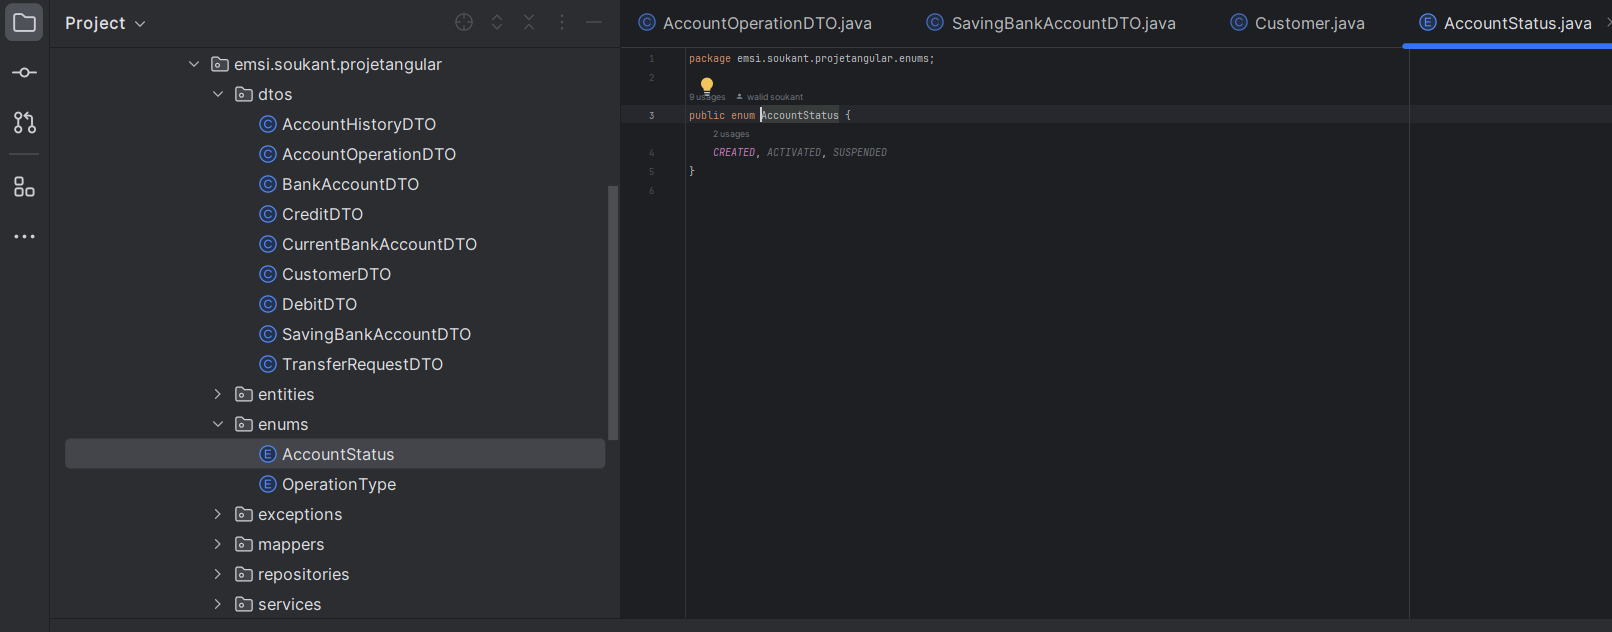 Project
emsi.soukant.projetangular
dtos
AccountHistoryDTO
AccountOperationDTO
BankAccountDTO
CreditDTO
CurrentBankAccountDTO
CustomerDTO
DebitDTO
SavingBankAccountDTO
TransferRequestDTO
entities
enums
AccountStatus
OperationType
exceptions
mappers
repositories
services
AccountOperationDTO.java
SavingBankAccountDTO.java
Customer.java
AccountStatus.java
1 package emsi.soukant.projetangular.enums;
2
9 usages walid soukant
3 public enum AccountStatus {
2 usages
4 CREATED, ACTIVATED, SUSPENDED
5 }
6